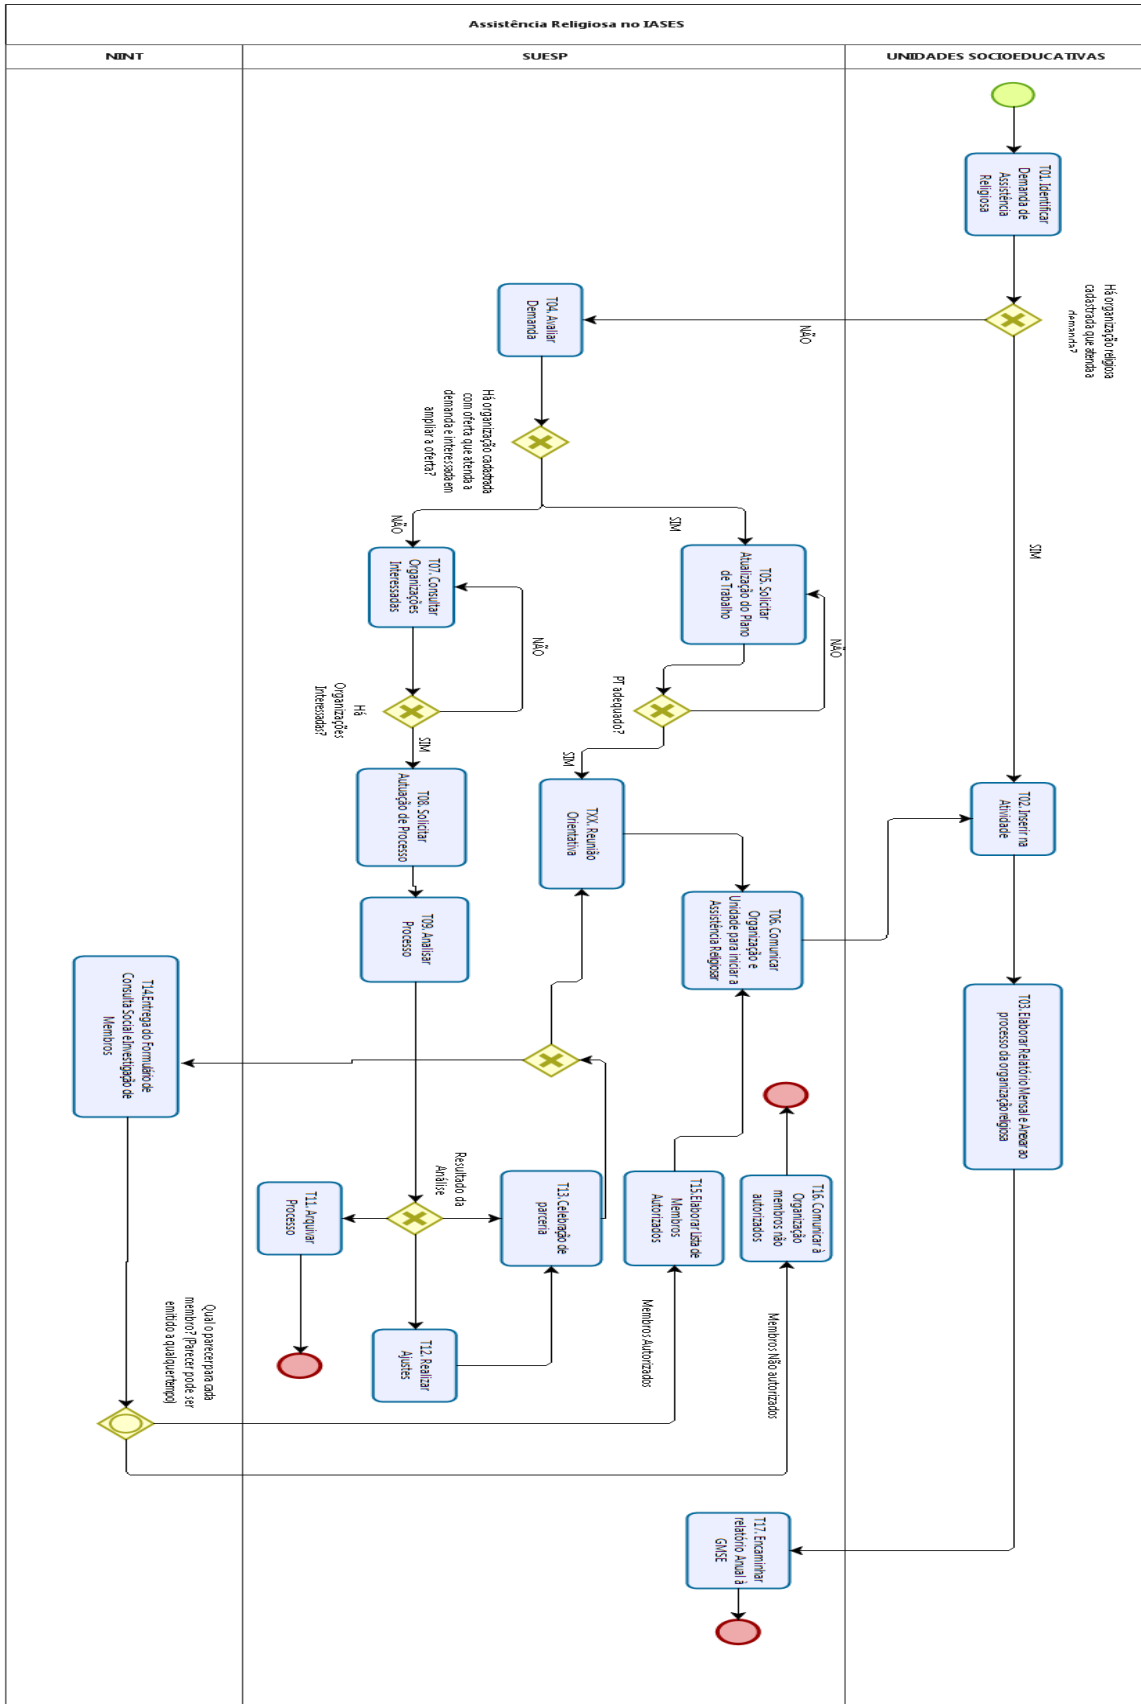 Assistência Religiosa no IASES
NINT
SUESP
UNIDADES SOCIOEDUCATIVAS
T01. Identificar
Demanda de
Assistência
Religiosa
Há organização religiosa
cadastrada que atenda a
demanda?
NÃO
SIM
T04. Avaliar
Demanda
Há organização cadastrada
com oferta que atenda a
demanda e interessada em
ampliar a oferta?
NÃO
SIM
T07. Consultar
Organizações
Interessadas
NÃO
T05. Solicitar
Atualização do Plano
de Trabalho
NÃO
Há
Organizações
Interessadas?
SIM
PT adequado?
SIM
T08. Solicitar
Autuação de Processo
TXX. Reunião
Orientativa
T02. Inserir na
Atividade
T09. Analisar
Processo
T06. Comunicar
Organização e
Unidade para iniciar a
Assistência Religiosar
T14.Entrega do Formulário de
Consulta Social e Investigação de
Membros
T03. Elaborar Relatório Mensal e Anexar ao
processo da organização religiosa
Resultado da
Análise
T11. Arquivar
Processo
T13.Celebração de
parceria
T15.Elaborar Lista de
Membros
Autorizados
T16. Comunicar à
Organização
membros não
autorizados
T12. Realizar
Ajustes
Qual o parecer para cada
membro? (Parecer pode ser
emitido a qualquer tempo)
Membros Autorizados
Membros Não autorizados
T17. Encaminhar
relatório Anual à
GMSE